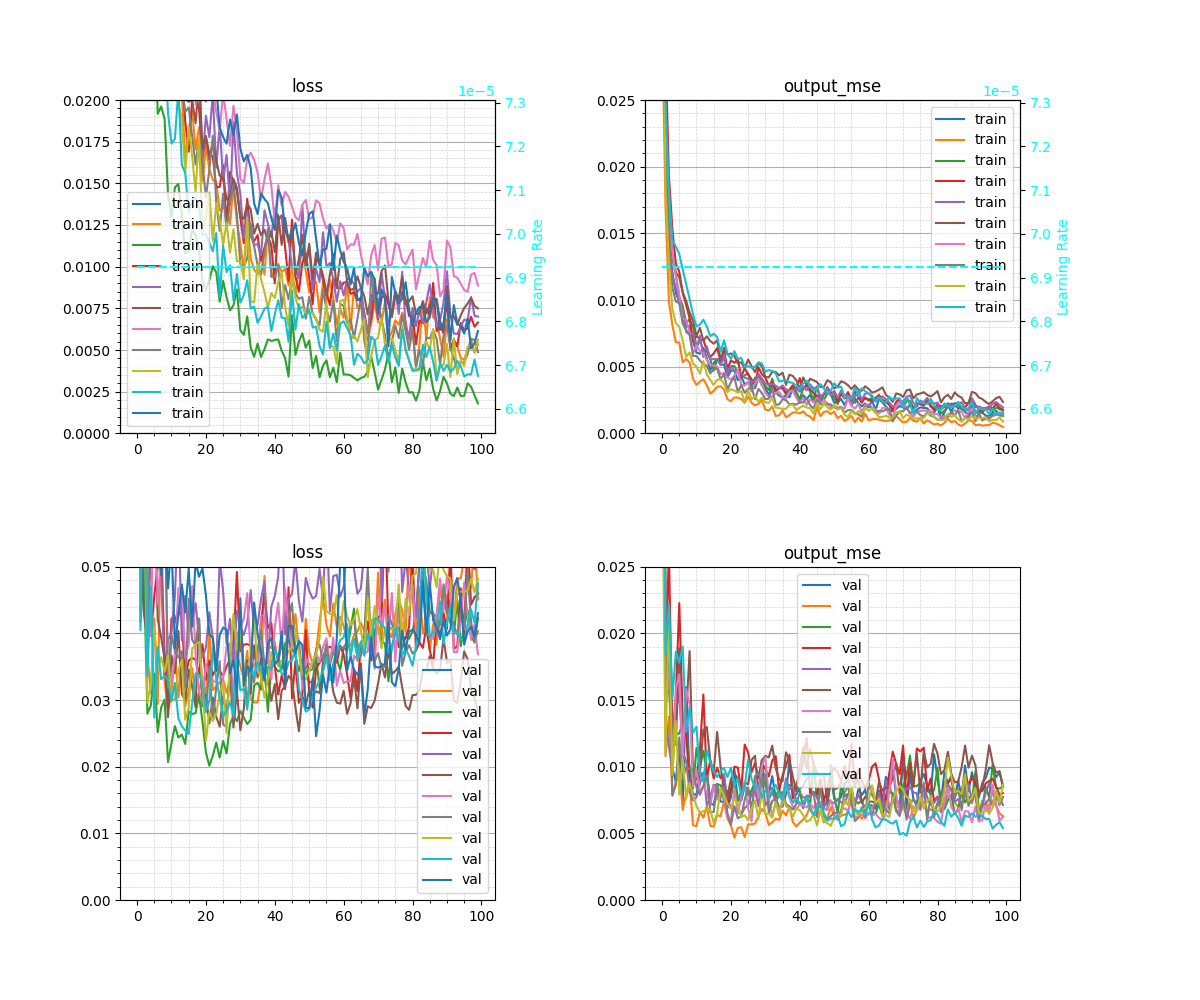 loss
1e−5
0.0200
0.0175
0.0150
0.0125
0.0100
0.0075
0.0050
0.0025
0.0000
0
20
40
60
80
100
7.3
7.2
7.1
7.0
6.9
6.8
6.7
6.6
Learning Rate
train
train
train
train
train
train
train
train
train
train
train
output_mse
1e−5
0.025
0.020
0.015
0.010
0.005
0.000
0
20
40
60
80
100
7.3
7.2
7.1
7.0
6.9
6.8
6.7
6.6
Learning Rate
train
train
train
train
train
train
train
train
train
train
loss
0.05
0.04
0.03
0.02
0.01
0.00
0
20
40
60
80
100
val
val
val
val
val
val
val
val
val
val
val
output_mse
0.025
0.020
0.015
0.010
0.005
0.000
0
20
40
60
80
100
val
val
val
val
val
val
val
val
val
val